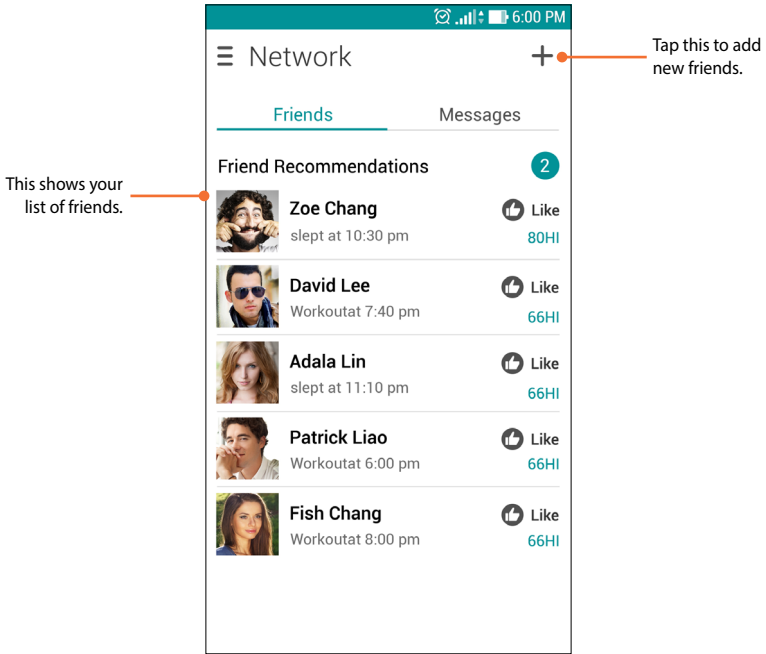 6:00 PM
Network
Tap this to add
new friends.
Friends Messages
Friend Recommendations 2
This shows your
list of friends.
Zoe Chang Like
slept at 10:30 pm 80HI
David Lee Like
Workoutat 7:40 pm 66HI
Adala Lin Like
slept at 11:10 pm 66HI
Patrick Liao Like
Workoutat 6:00 pm 66HI
Fish Chang Like
Workoutat 8:00 pm 66HI